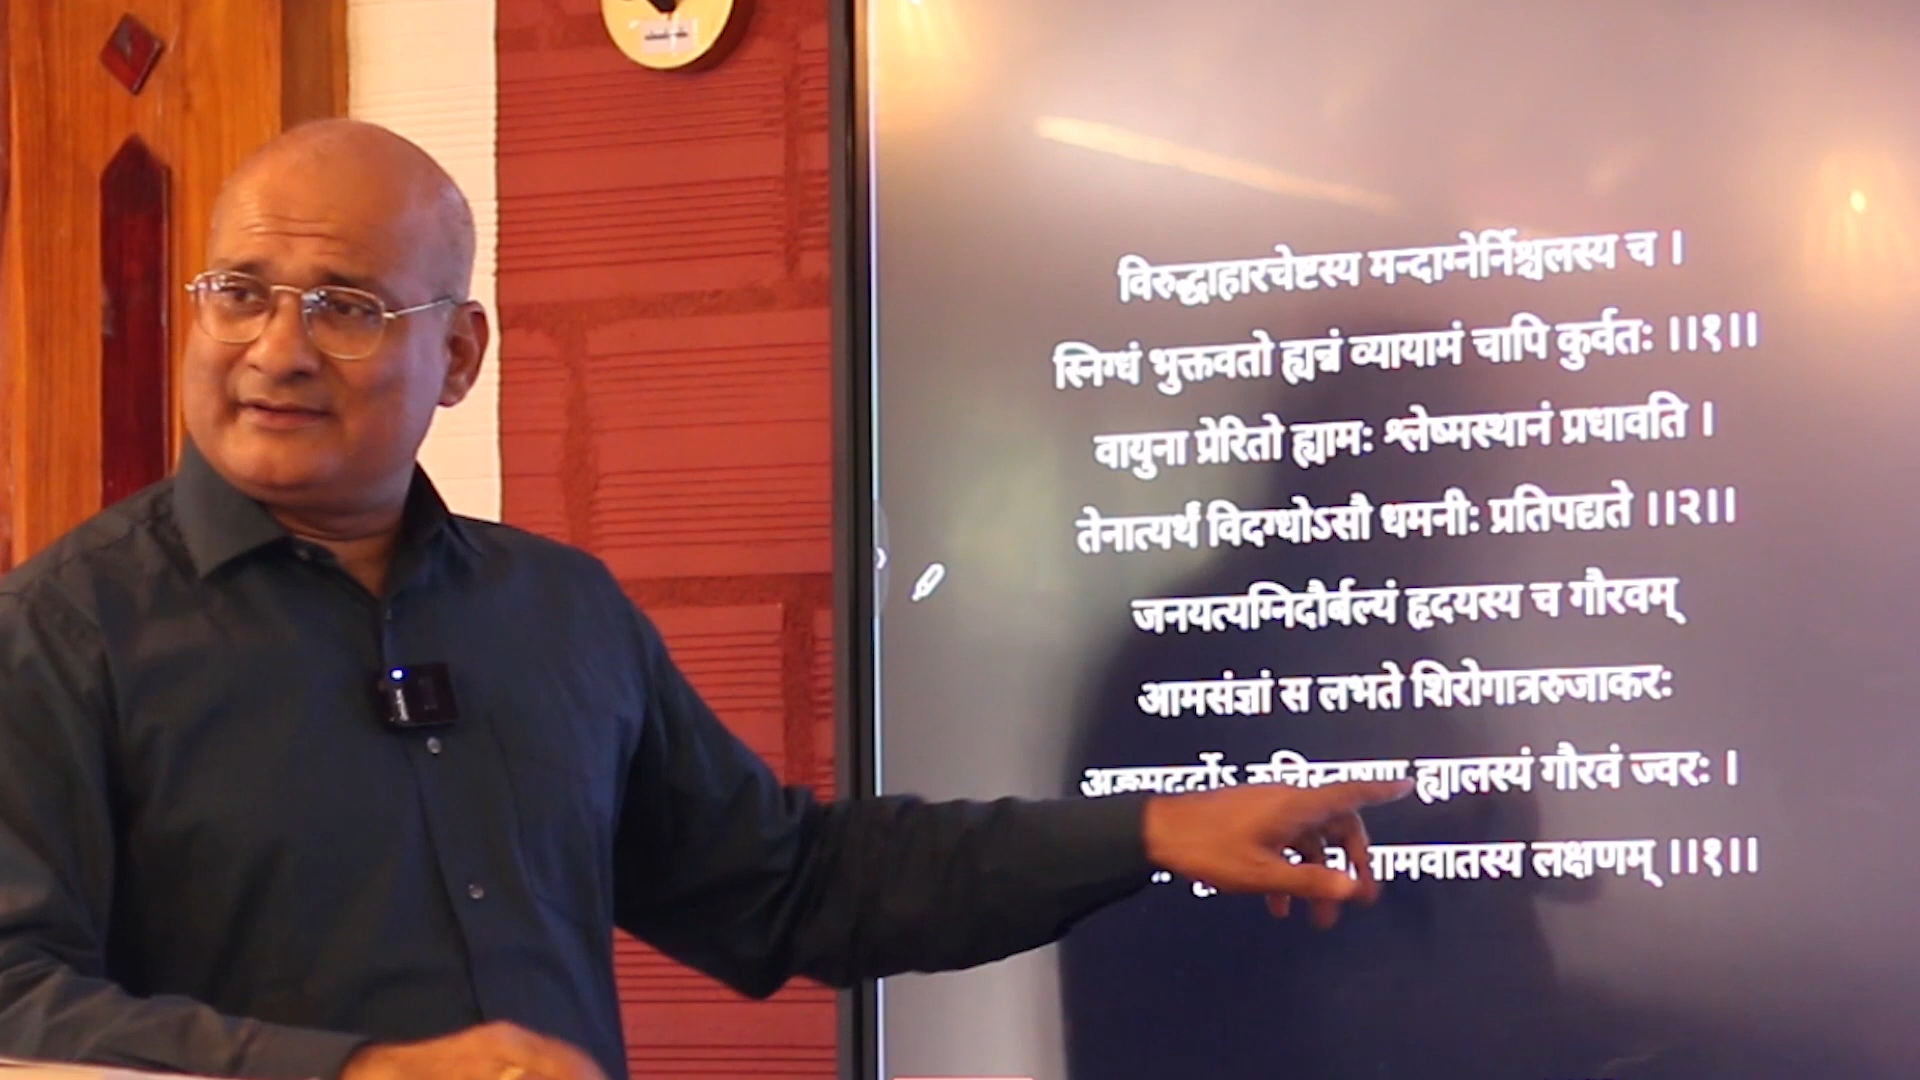 विरुद्धाहारचेष्टस्य मन्दाग्नेर्निश्चलस्य च ।
स्निग्धं भुक्तवतो ह्यन्नं व्यायामं चापि कुर्वतः ।।१।।
वायुना प्रेरितो ह्यामः श्लेष्मस्थानं प्रधावति ।
तेनात्यर्थं विदग्धोऽसौ धमनीः प्रतिपद्यते ।।२।।
जनयत्यग्निदौर्बल्यं हृदयस्य च गौरवम्
आमसंज्ञां स लभते शिरोगात्ररुजाकरः
ह्यालस्यं गौरवं ज्वरः ।
लक्षणम् ।।१।।